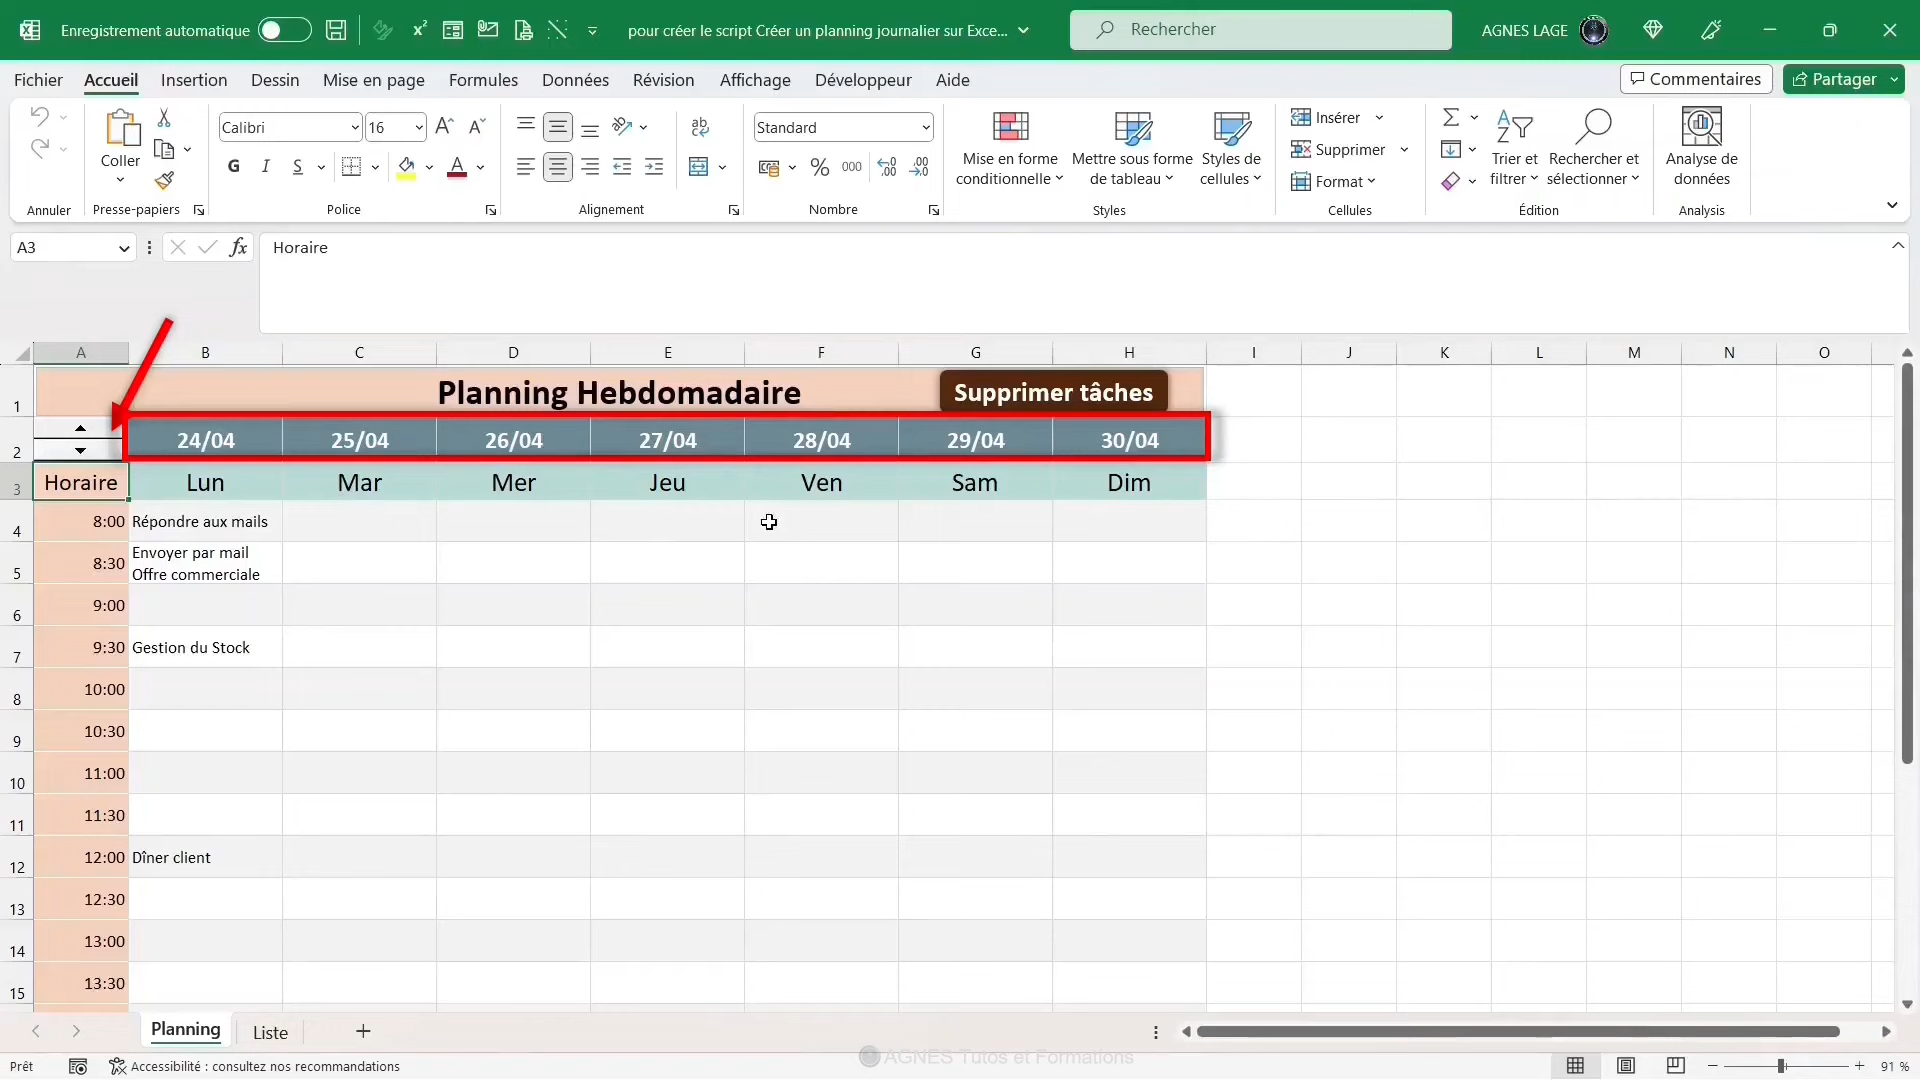 Enregistrement automatique
pour créer le script Créer un planning journalier sur Exce...
Rechercher
AGNES LAGE
Fichier Accueil Insertion Dessin Mise en page Formules Données Révision Affichage Développeur Aide
Commentaires
Partager
Annuler
Coller
Presse-papiers
Calibri
16
G I S
Police
ab
Alignement
Standard
% 000
Nombre
Mise en forme
conditionnelle
Mettre sous forme
de tableau
Styles de
cellules
Styles
Insérer
Supprimer
Format
Cellules
Trier et
filtrer
Rechercher et
sélectionner
Édition
Analyse de
données
Analysis
A3
fx
Horaire
A B C D E F G H I J K L M N O
1 Planning Hebdomadaire Supprimer tâches
2 24/04 25/04 26/04 27/04 28/04 29/04 30/04
3 Horaire Lun Mar Mer Jeu Ven Sam Dim
4 8:00 Répondre aux mails
5 8:30 Envoyer par mail
Offre commerciale
6 9:00
7 9:30 Gestion du Stock
8 10:00
9 10:30
10 11:00
11 11:30
12 12:00 Dîner client
13 12:30
14 13:00
15 13:30
Planning Liste
Prêt
Accessibilité : consultez nos recommandations
AGNES Tutos et Formations
91 %